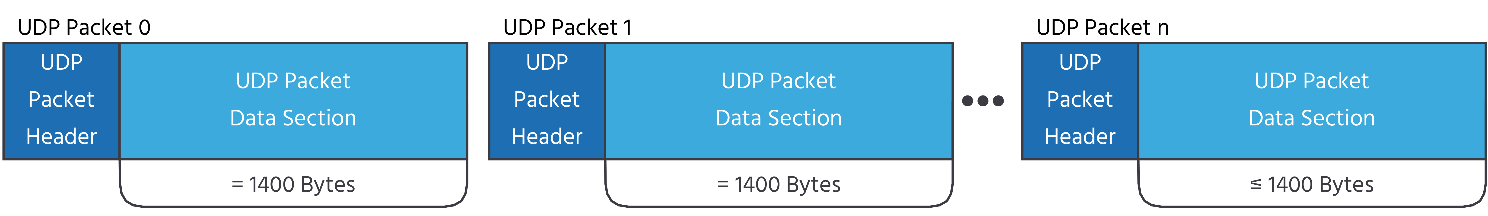 UDP Packet 0
UDP
Packet
Header
UDP Packet
Data Section
= 1400 Bytes
UDP Packet 1
UDP
Packet
Header
UDP Packet
Data Section
= 1400 Bytes
UDP Packet n
UDP
Packet
Header
UDP Packet
Data Section
≤ 1400 Bytes